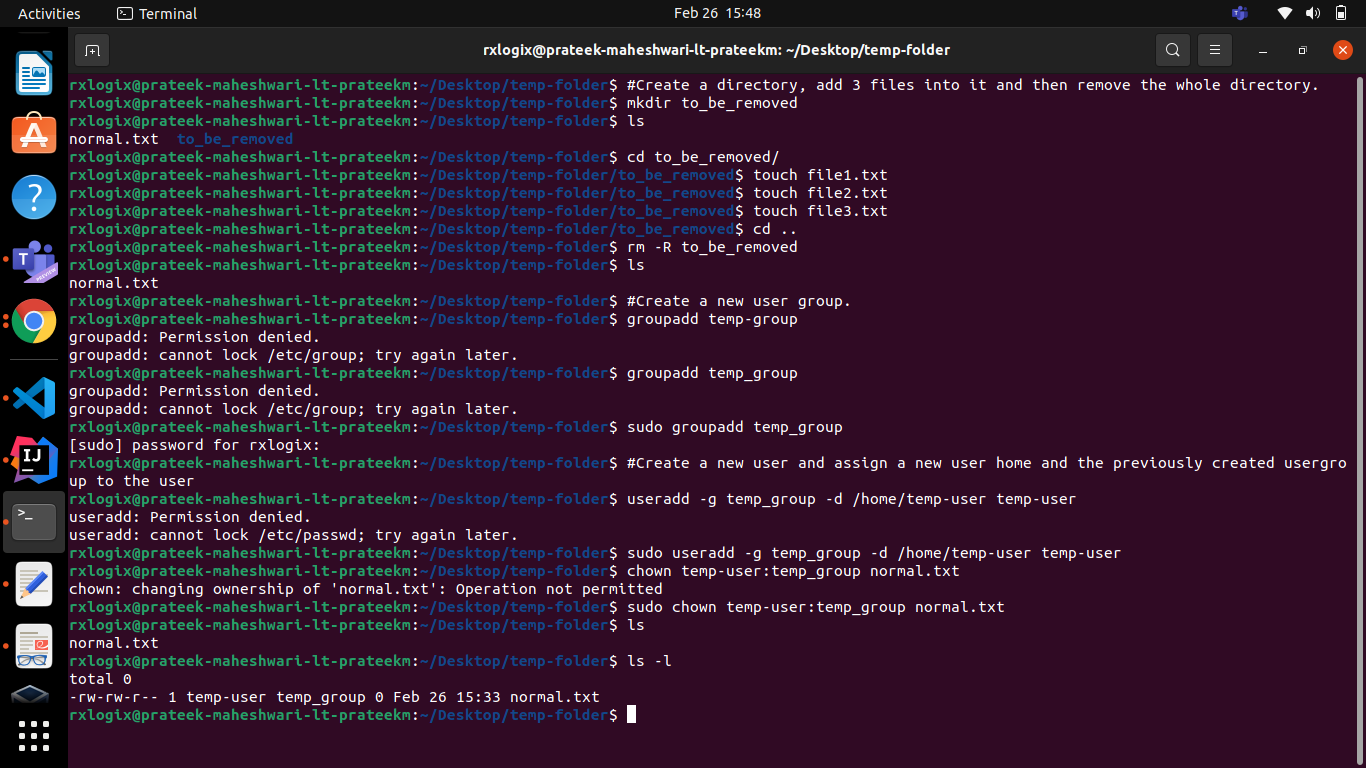 Activities
Terminal
Feb 26 15:48
rxlogix@prateek-maheshwari-lt-prateekm: ~/Desktop/temp-folder
rxlogix@prateek-maheshwari-lt-prateekm:~/Desktop/temp-folder$ #Create a directory, add 3 files into it and then remove the whole directory.
rxlogix@prateek-maheshwari-lt-prateekm:~/Desktop/temp-folder$ mkdir to_be_removed
rxlogix@prateek-maheshwari-lt-prateekm:~/Desktop/temp-folder$ ls
normal.txt  to_be_removed
rxlogix@prateek-maheshwari-lt-prateekm:~/Desktop/temp-folder$ cd to_be_removed/
rxlogix@prateek-maheshwari-lt-prateekm:~/Desktop/temp-folder/to_be_removed$ touch file1.txt
rxlogix@prateek-maheshwari-lt-prateekm:~/Desktop/temp-folder/to_be_removed$ touch file2.txt
rxlogix@prateek-maheshwari-lt-prateekm:~/Desktop/temp-folder/to_be_removed$ touch file3.txt
rxlogix@prateek-maheshwari-lt-prateekm:~/Desktop/temp-folder/to_be_removed$ cd ..
rxlogix@prateek-maheshwari-lt-prateekm:~/Desktop/temp-folder$ rm -R to_be_removed
rxlogix@prateek-maheshwari-lt-prateekm:~/Desktop/temp-folder$ ls
normal.txt
rxlogix@prateek-maheshwari-lt-prateekm:~/Desktop/temp-folder$ #Create a new user group.
rxlogix@prateek-maheshwari-lt-prateekm:~/Desktop/temp-folder$ groupadd temp-group
groupadd: Permission denied.
groupadd: cannot lock /etc/group; try again later.
rxlogix@prateek-maheshwari-lt-prateekm:~/Desktop/temp-folder$ groupadd temp_group
groupadd: Permission denied.
groupadd: cannot lock /etc/group; try again later.
rxlogix@prateek-maheshwari-lt-prateekm:~/Desktop/temp-folder$ sudo groupadd temp_group
[sudo] password for rxlogix:
rxlogix@prateek-maheshwari-lt-prateekm:~/Desktop/temp-folder$ #Create a new user and assign a new user home and the previously created usergro
up to the user
rxlogix@prateek-maheshwari-lt-prateekm:~/Desktop/temp-folder$ useradd -g temp_group -d /home/temp-user temp-user
useradd: Permission denied.
useradd: cannot lock /etc/passwd; try again later.
rxlogix@prateek-maheshwari-lt-prateekm:~/Desktop/temp-folder$ sudo useradd -g temp_group -d /home/temp-user temp-user
rxlogix@prateek-maheshwari-lt-prateekm:~/Desktop/temp-folder$ chown temp-user:temp_group normal.txt
chown: changing ownership of 'normal.txt': Operation not permitted
rxlogix@prateek-maheshwari-lt-prateekm:~/Desktop/temp-folder$ sudo chown temp-user:temp_group normal.txt
rxlogix@prateek-maheshwari-lt-prateekm:~/Desktop/temp-folder$ ls
normal.txt
rxlogix@prateek-maheshwari-lt-prateekm:~/Desktop/temp-folder$ ls -l
total 0
-rw-rw-r-- 1 temp-user temp_group 0 Feb 26 15:33 normal.txt
rxlogix@prateek-maheshwari-lt-prateekm:~/Desktop/temp-folder$